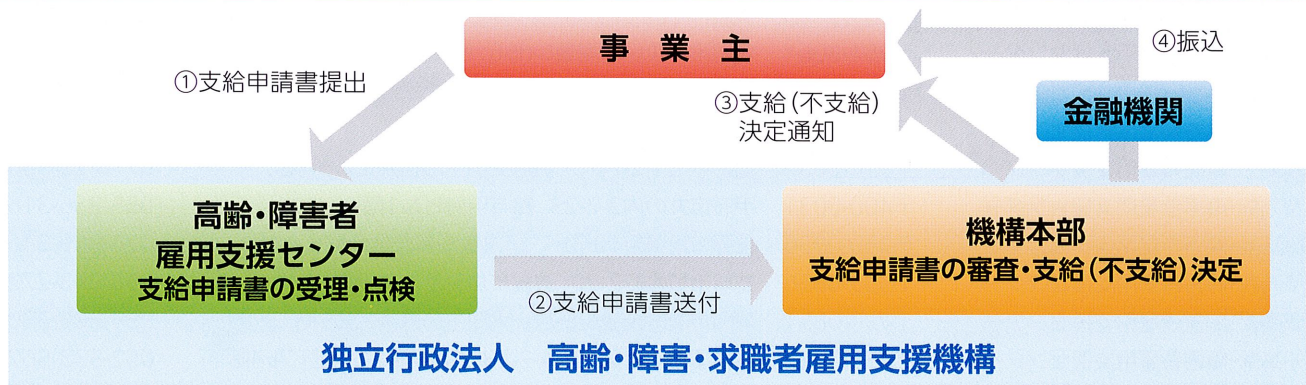 事 業 主
④振込
①支給申請書提出
③支給(不支給)
決定通知
金融機関
高齢・障害者
雇用支援センター
支給申請書の受理・点検
機構本部
支給申請書の審査・支給(不支給)決定
②支給申請書送付
独立行政法人 高齢・障害・求職者雇用支援機構